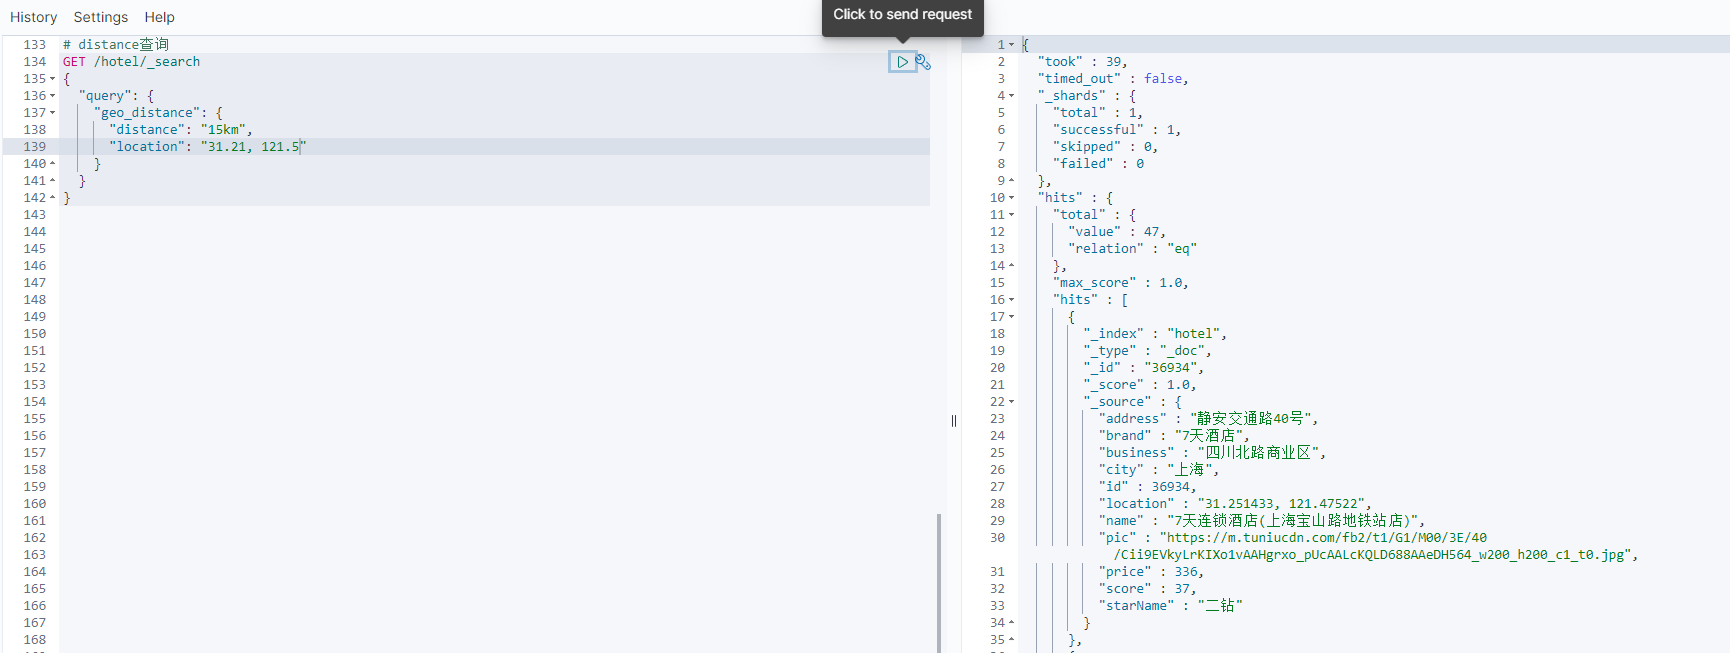 History Settings Help
Click to send request
133 # distance查询
134 GET /hotel/_search
135 {
136 "query": {
137 "geo_distance": {
138 "distance": "15km",
139 "location": "31.21, 121.5"
140 }
141 }
142 }
143
144
145
146
147
148
149
150
151
152
153
154
155
156
157
158
159
160
161
162
163
164
165
166
167
168
1 {
2 "took" : 39,
3 "timed_out" : false,
4 "_shards" : {
5 "total" : 1,
6 "successful" : 1,
7 "skipped" : 0,
8 "failed" : 0
9 },
10 "hits" : {
11 "total" : {
12 "value" : 47,
13 "relation" : "eq"
14 },
15 "max_score" : 1.0,
16 "hits" : [
17 {
18 "_index" : "hotel",
19 "_type" : "_doc",
20 "_id" : "36934",
21 "_score" : 1.0,
22 "_source" : {
23 "address" : "静安交通路40号",
24 "brand" : "7天酒店",
25 "business" : "四川北路商业区",
26 "city" : "上海",
27 "id" : 36934,
28 "location" : "31.251433, 121.47522",
29 "name" : "7天连锁酒店(上海宝山路地铁站店)",
30 "pic" : "https://m.tuniucdn.com/fb2/t1/G1/M00/3E/40
/Cii9EVkyLrKIXo1vAAHgrxo_pUcAALcKQLD688AAeDH564_w200_h200_c1_t0.jpg",
31 "price" : 336,
32 "score" : 37,
33 "starName" : "二钻"
34 }
35 },